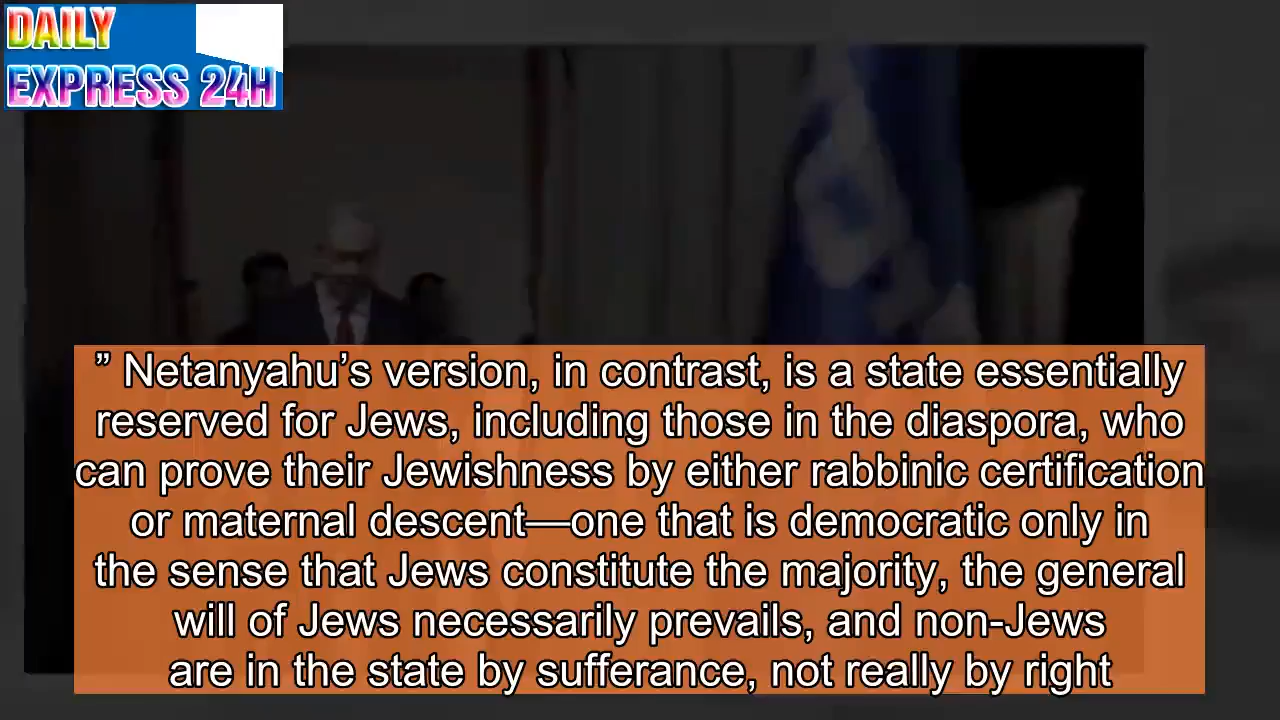 DAILY
EXPRESS 24H
” Netanyahu’s version, in contrast, is a state essentially
reserved for Jews, including those in the diaspora, who
can prove their Jewishness by either rabbinic certification
or maternal descent—one that is democratic only in
the sense that Jews constitute the majority, the general
will of Jews necessarily prevails, and non-Jews
are in the state by sufferance, not really by right